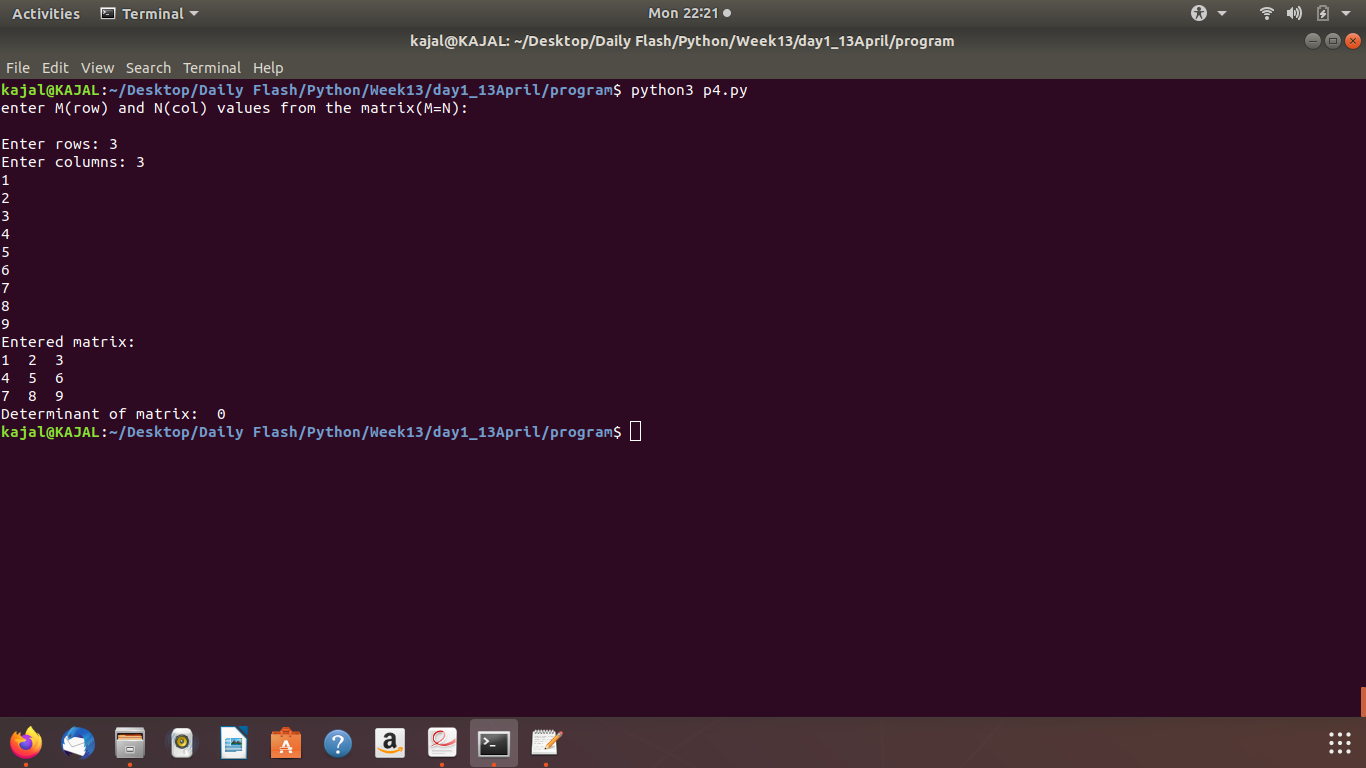 Activities Terminal Mon 22:21
kajal@KAJAL: ~/Desktop/Daily Flash/Python/Week13/day1_13April/program
File Edit View Search Terminal Help
kajal@KAJAL:~/Desktop/Daily Flash/Python/Week13/day1_13April/program$ python3 p4.py
enter M(row) and N(col) values from the matrix(M=N):
Enter rows: 3
Enter columns: 3
1
2
3
4
5
6
7
8
9
Entered matrix:
1  2  3
4  5  6
7  8  9
Determinant of matrix:  0
kajal@KAJAL:~/Desktop/Daily Flash/Python/Week13/day1_13April/program$